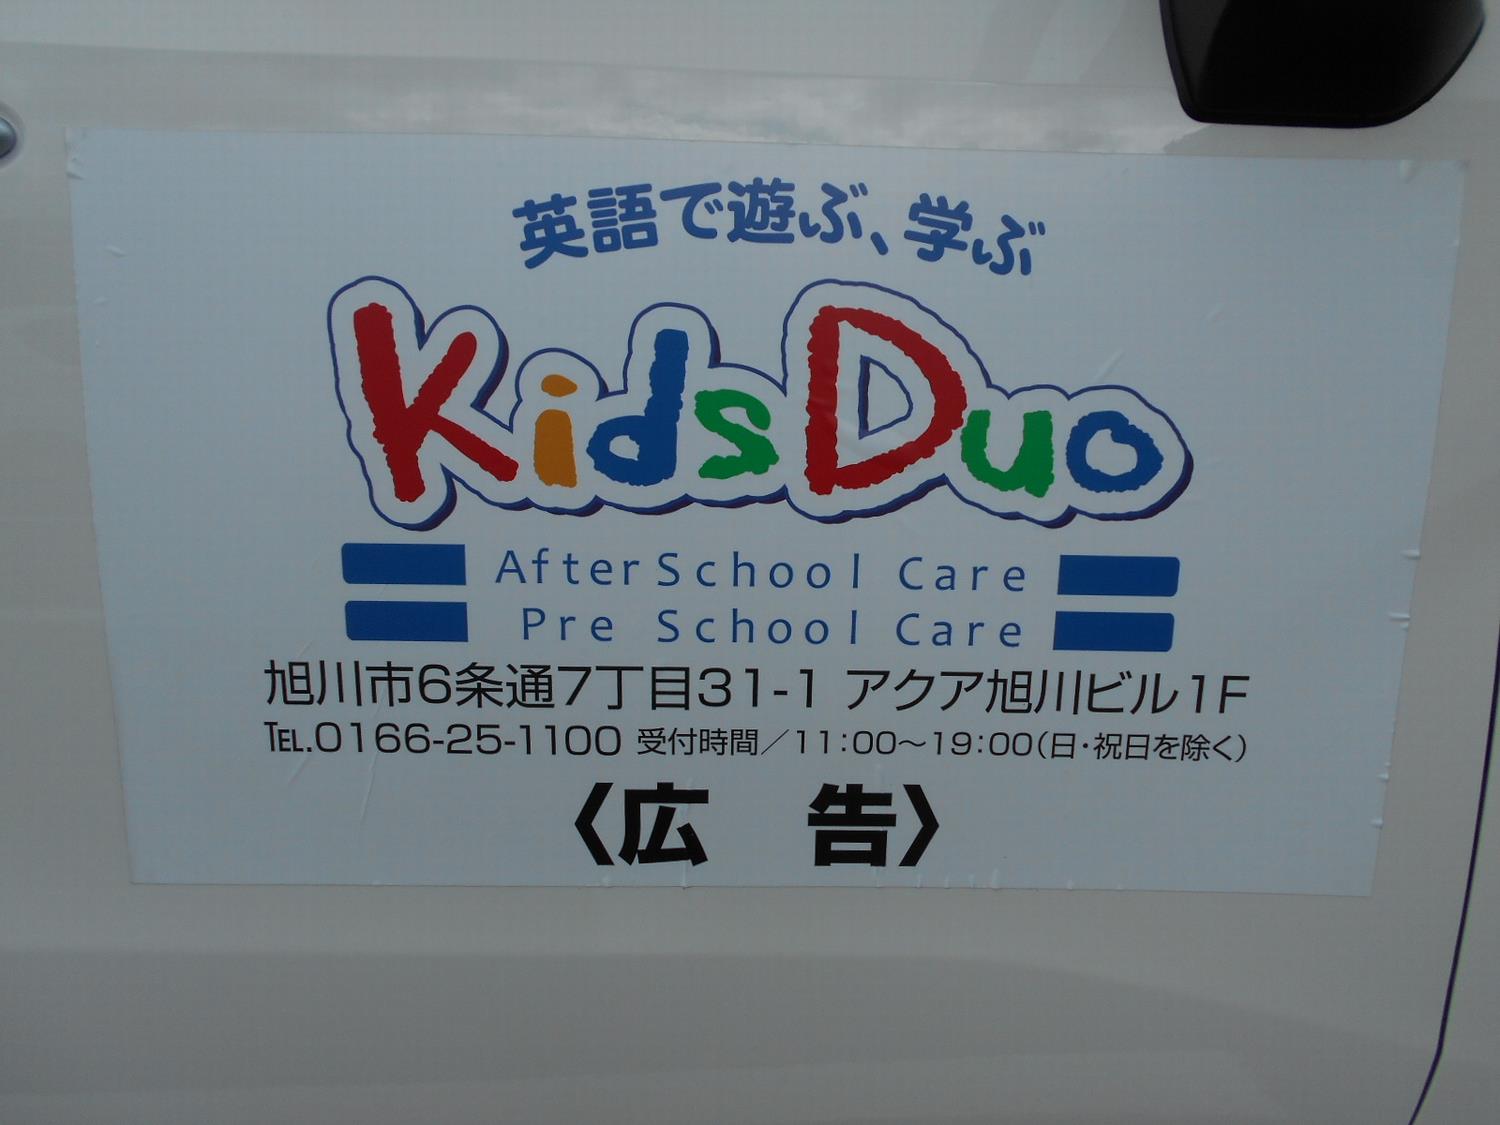 英語で遊ぶ、学ぶ
KidsDuo
After School Care
Pre School Care
旭川市6条通7丁目31-1 アクア旭川ビル1F
TEL.0166-25-1100 受付時間／11:00〜19:00(日・祝日を除く)
〈広 告〉